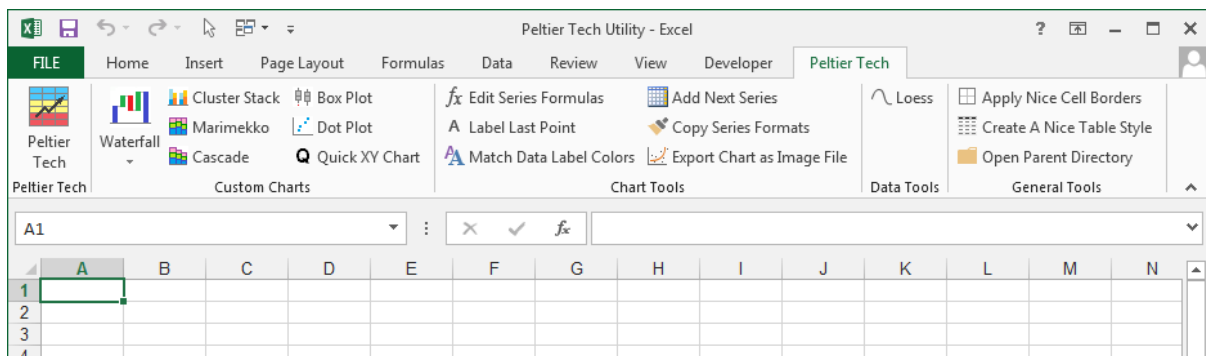 Peltier Tech Utility - Excel
FILE Home Insert Page Layout Formulas Data Review View Developer Peltier Tech
Peltier Tech
Waterfall
Cluster Stack
Marimekko
Cascade
Box Plot
Dot Plot
Q Quick XY Chart
fx Edit Series Formulas
A Label Last Point
AA Match Data Label Colors
Add Next Series
Copy Series Formats
Export Chart as Image File
Loess
Apply Nice Cell Borders
Create A Nice Table Style
Open Parent Directory
Peltier Tech Custom Charts Chart Tools Data Tools General Tools
A1 fx
A B C D E F G H I J K L M N
1
2
3
4